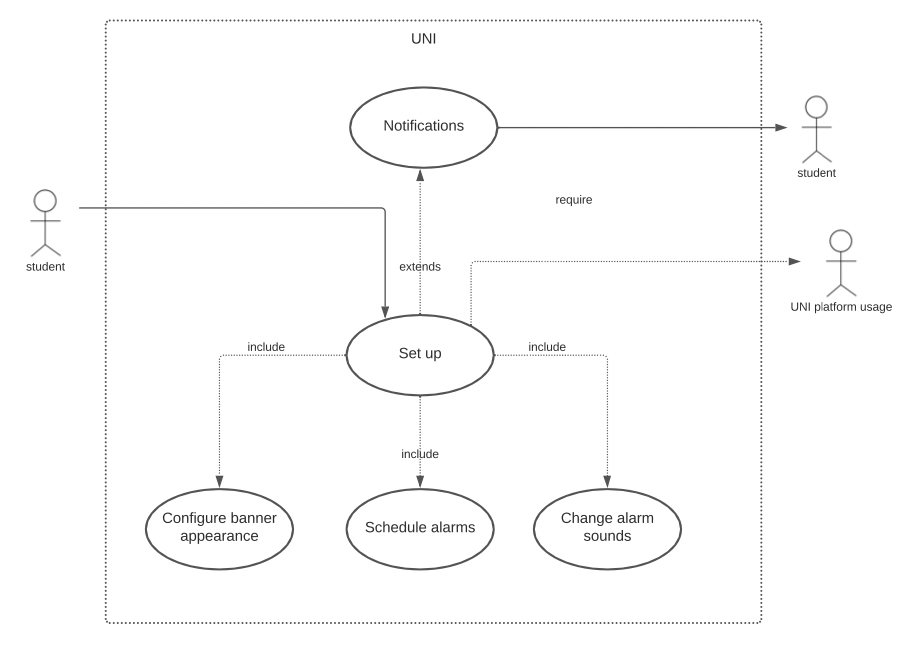 UNI
Notifications
student
require
student
extends
UNI platform usage
include
Set up
include
include
Configure banner
appearance
Schedule alarms
Change alarm
sounds